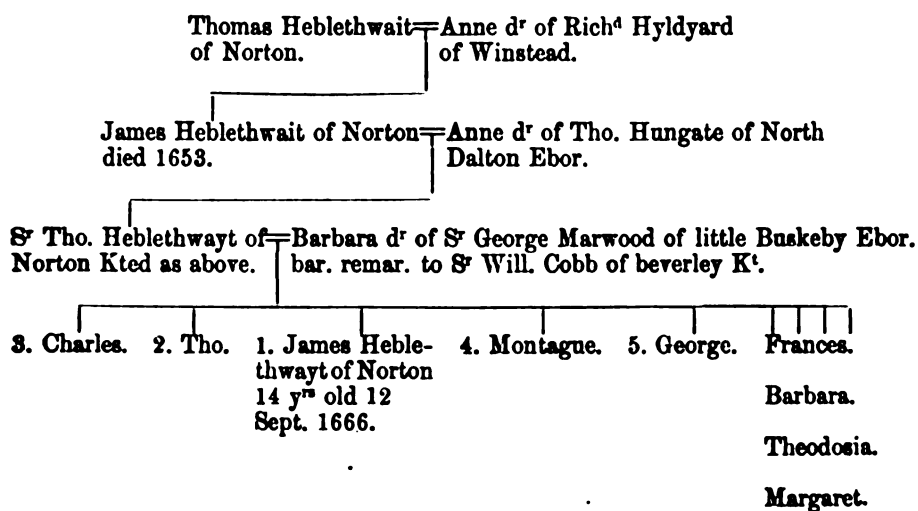 Thomas Heblethwait=Anne dʳ of Richᵈ Hyldyard
of Norton. of Winstead.
James Heblethwait of Norton=Anne dʳ of Tho. Hungate of North
died 1653. Dalton Ebor.
Sʳ Tho. Heblethwayt of=Barbara dʳ of Sʳ George Marwood of little Buskeby Ebor.
Norton Kted as above. bar. remar. to Sʳ Will. Cobb of beverley Kᵗ.
3. Charles. 2. Tho. 1. James Heble-
thwayt of Norton
14 yʳˢ old 12
Sept. 1666.
4. Montague. 5. George. Frances.
Barbara.
Theodosia.
Margaret.